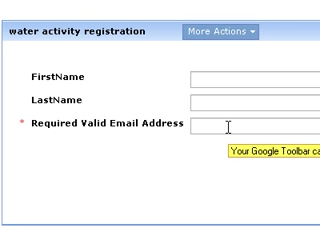 water activity registration More Actions
FirstName
LastName
* Required Valid Email Address
Your Google Toolbar ca